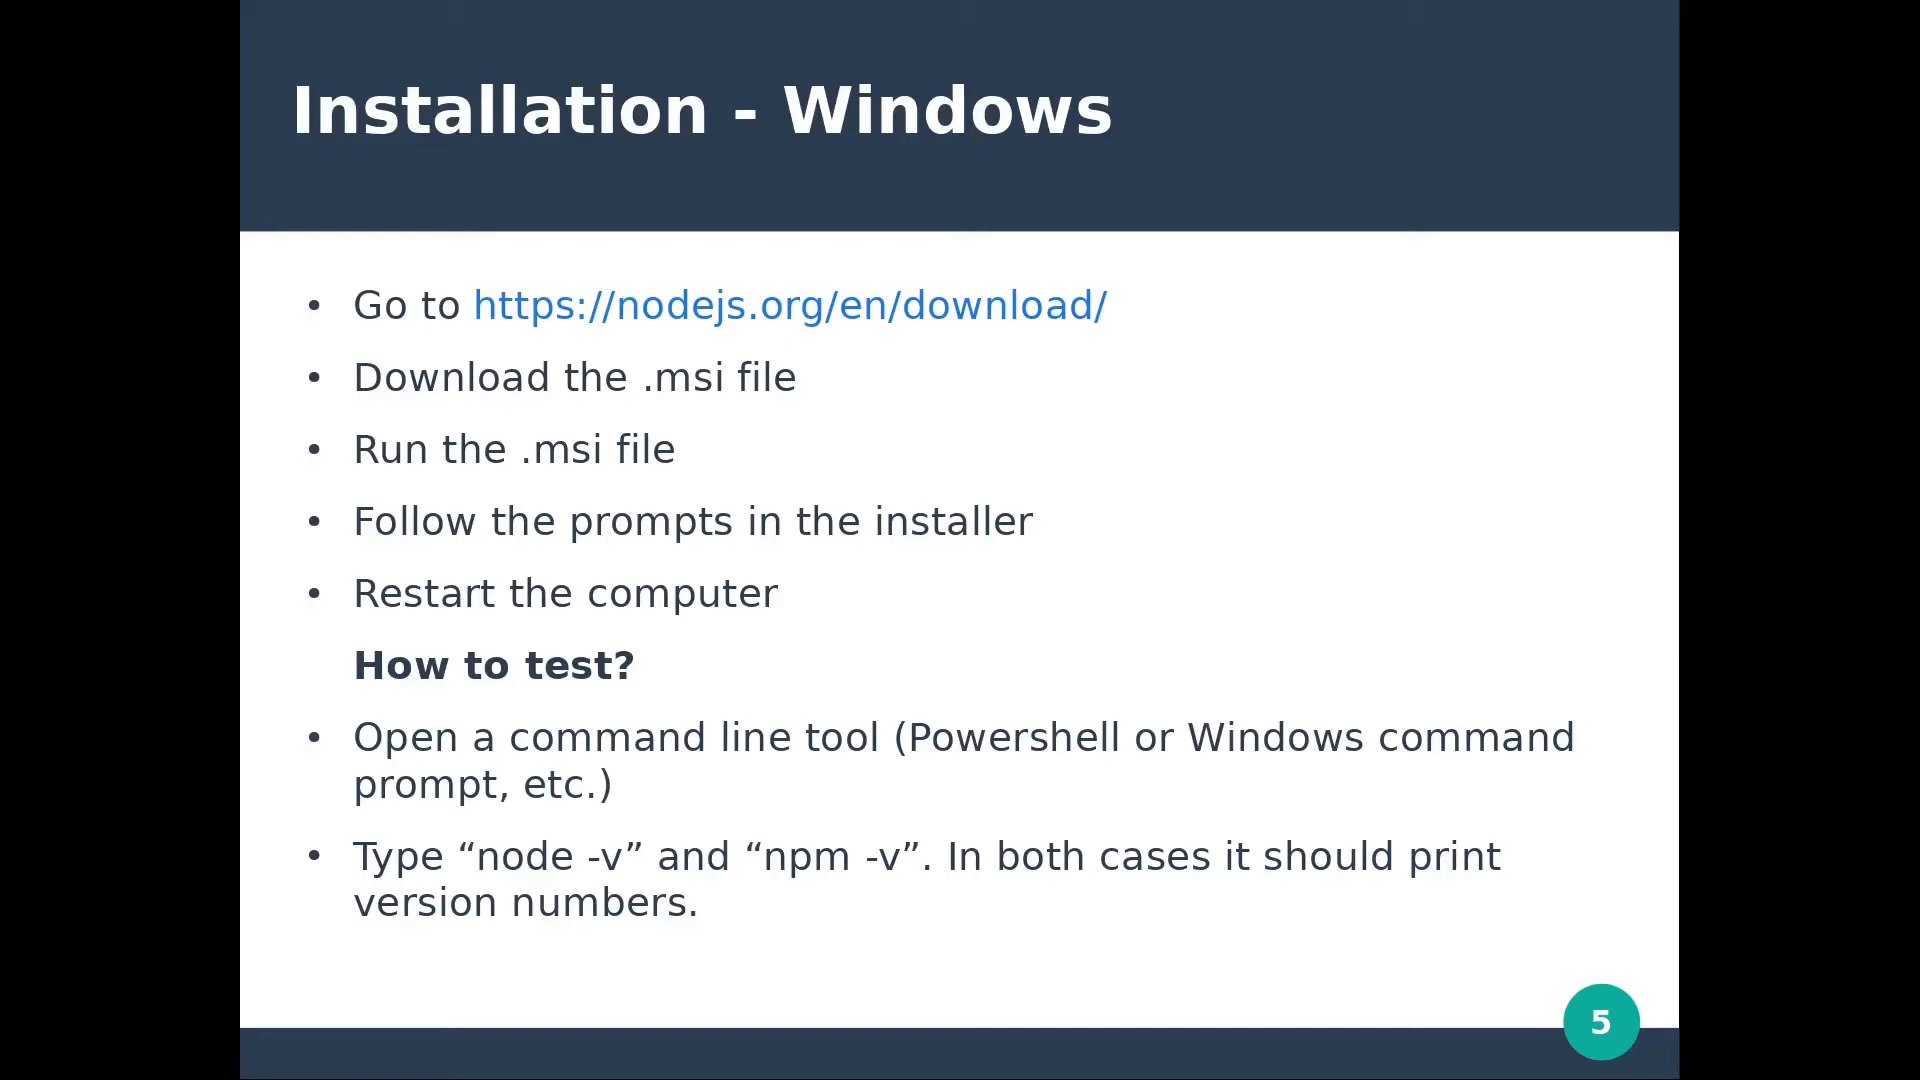 Installation - Windows
• Go to https://nodejs.org/en/download/
• Download the .msi file
• Run the .msi file
• Follow the prompts in the installer
• Restart the computer
How to test?
• Open a command line tool (Powershell or Windows command
prompt, etc.)
• Type “node -v” and “npm -v”. In both cases it should print
version numbers.
5